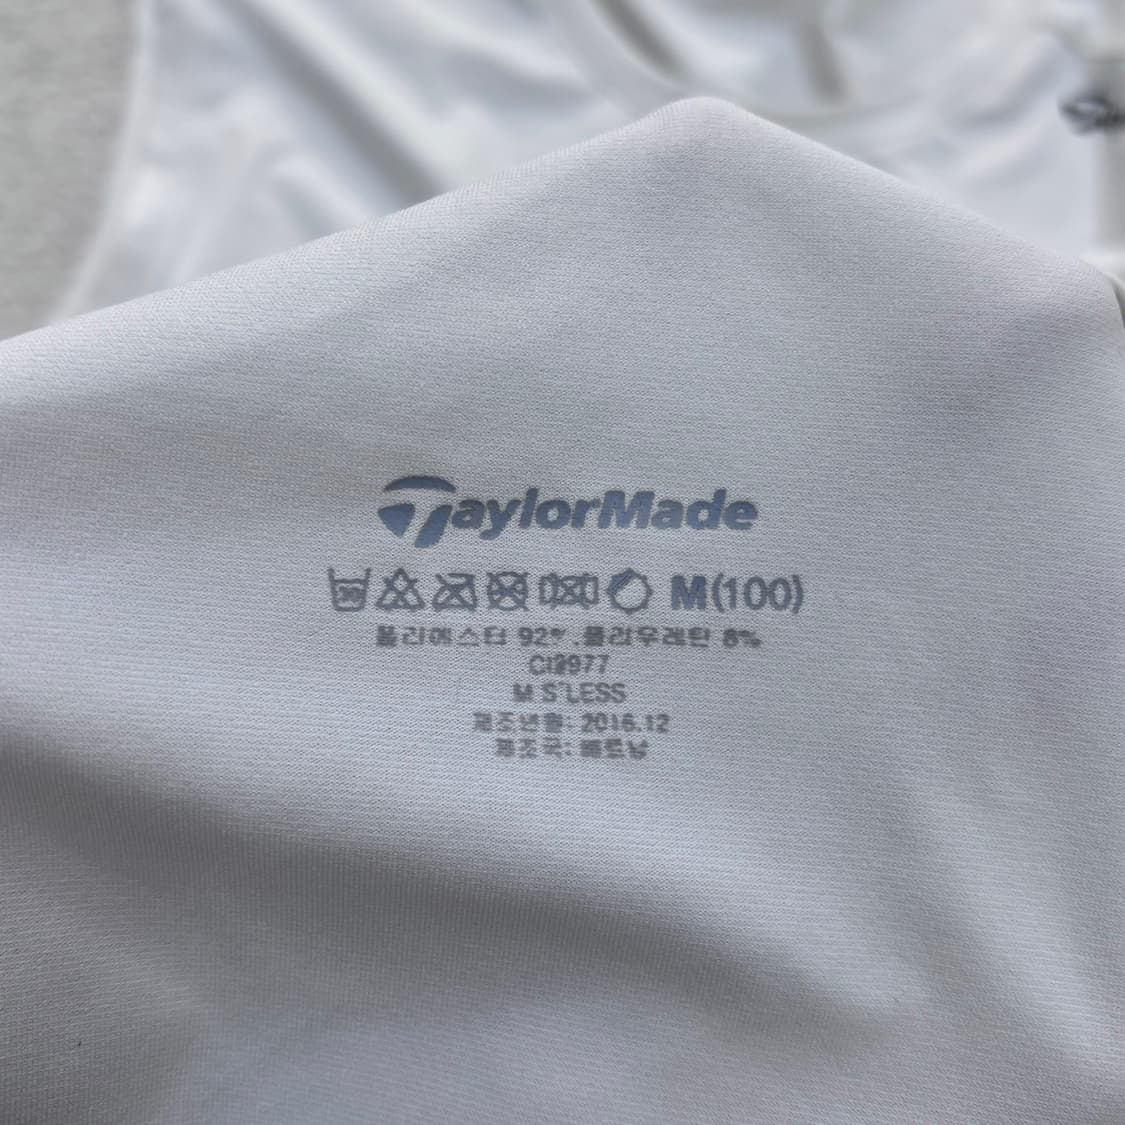 TaylorMade
30 M(100)
폴리에스터 92%,폴리우레탄 8%
M S'LESS
제조년월: 2016.12
제조국: 베트남